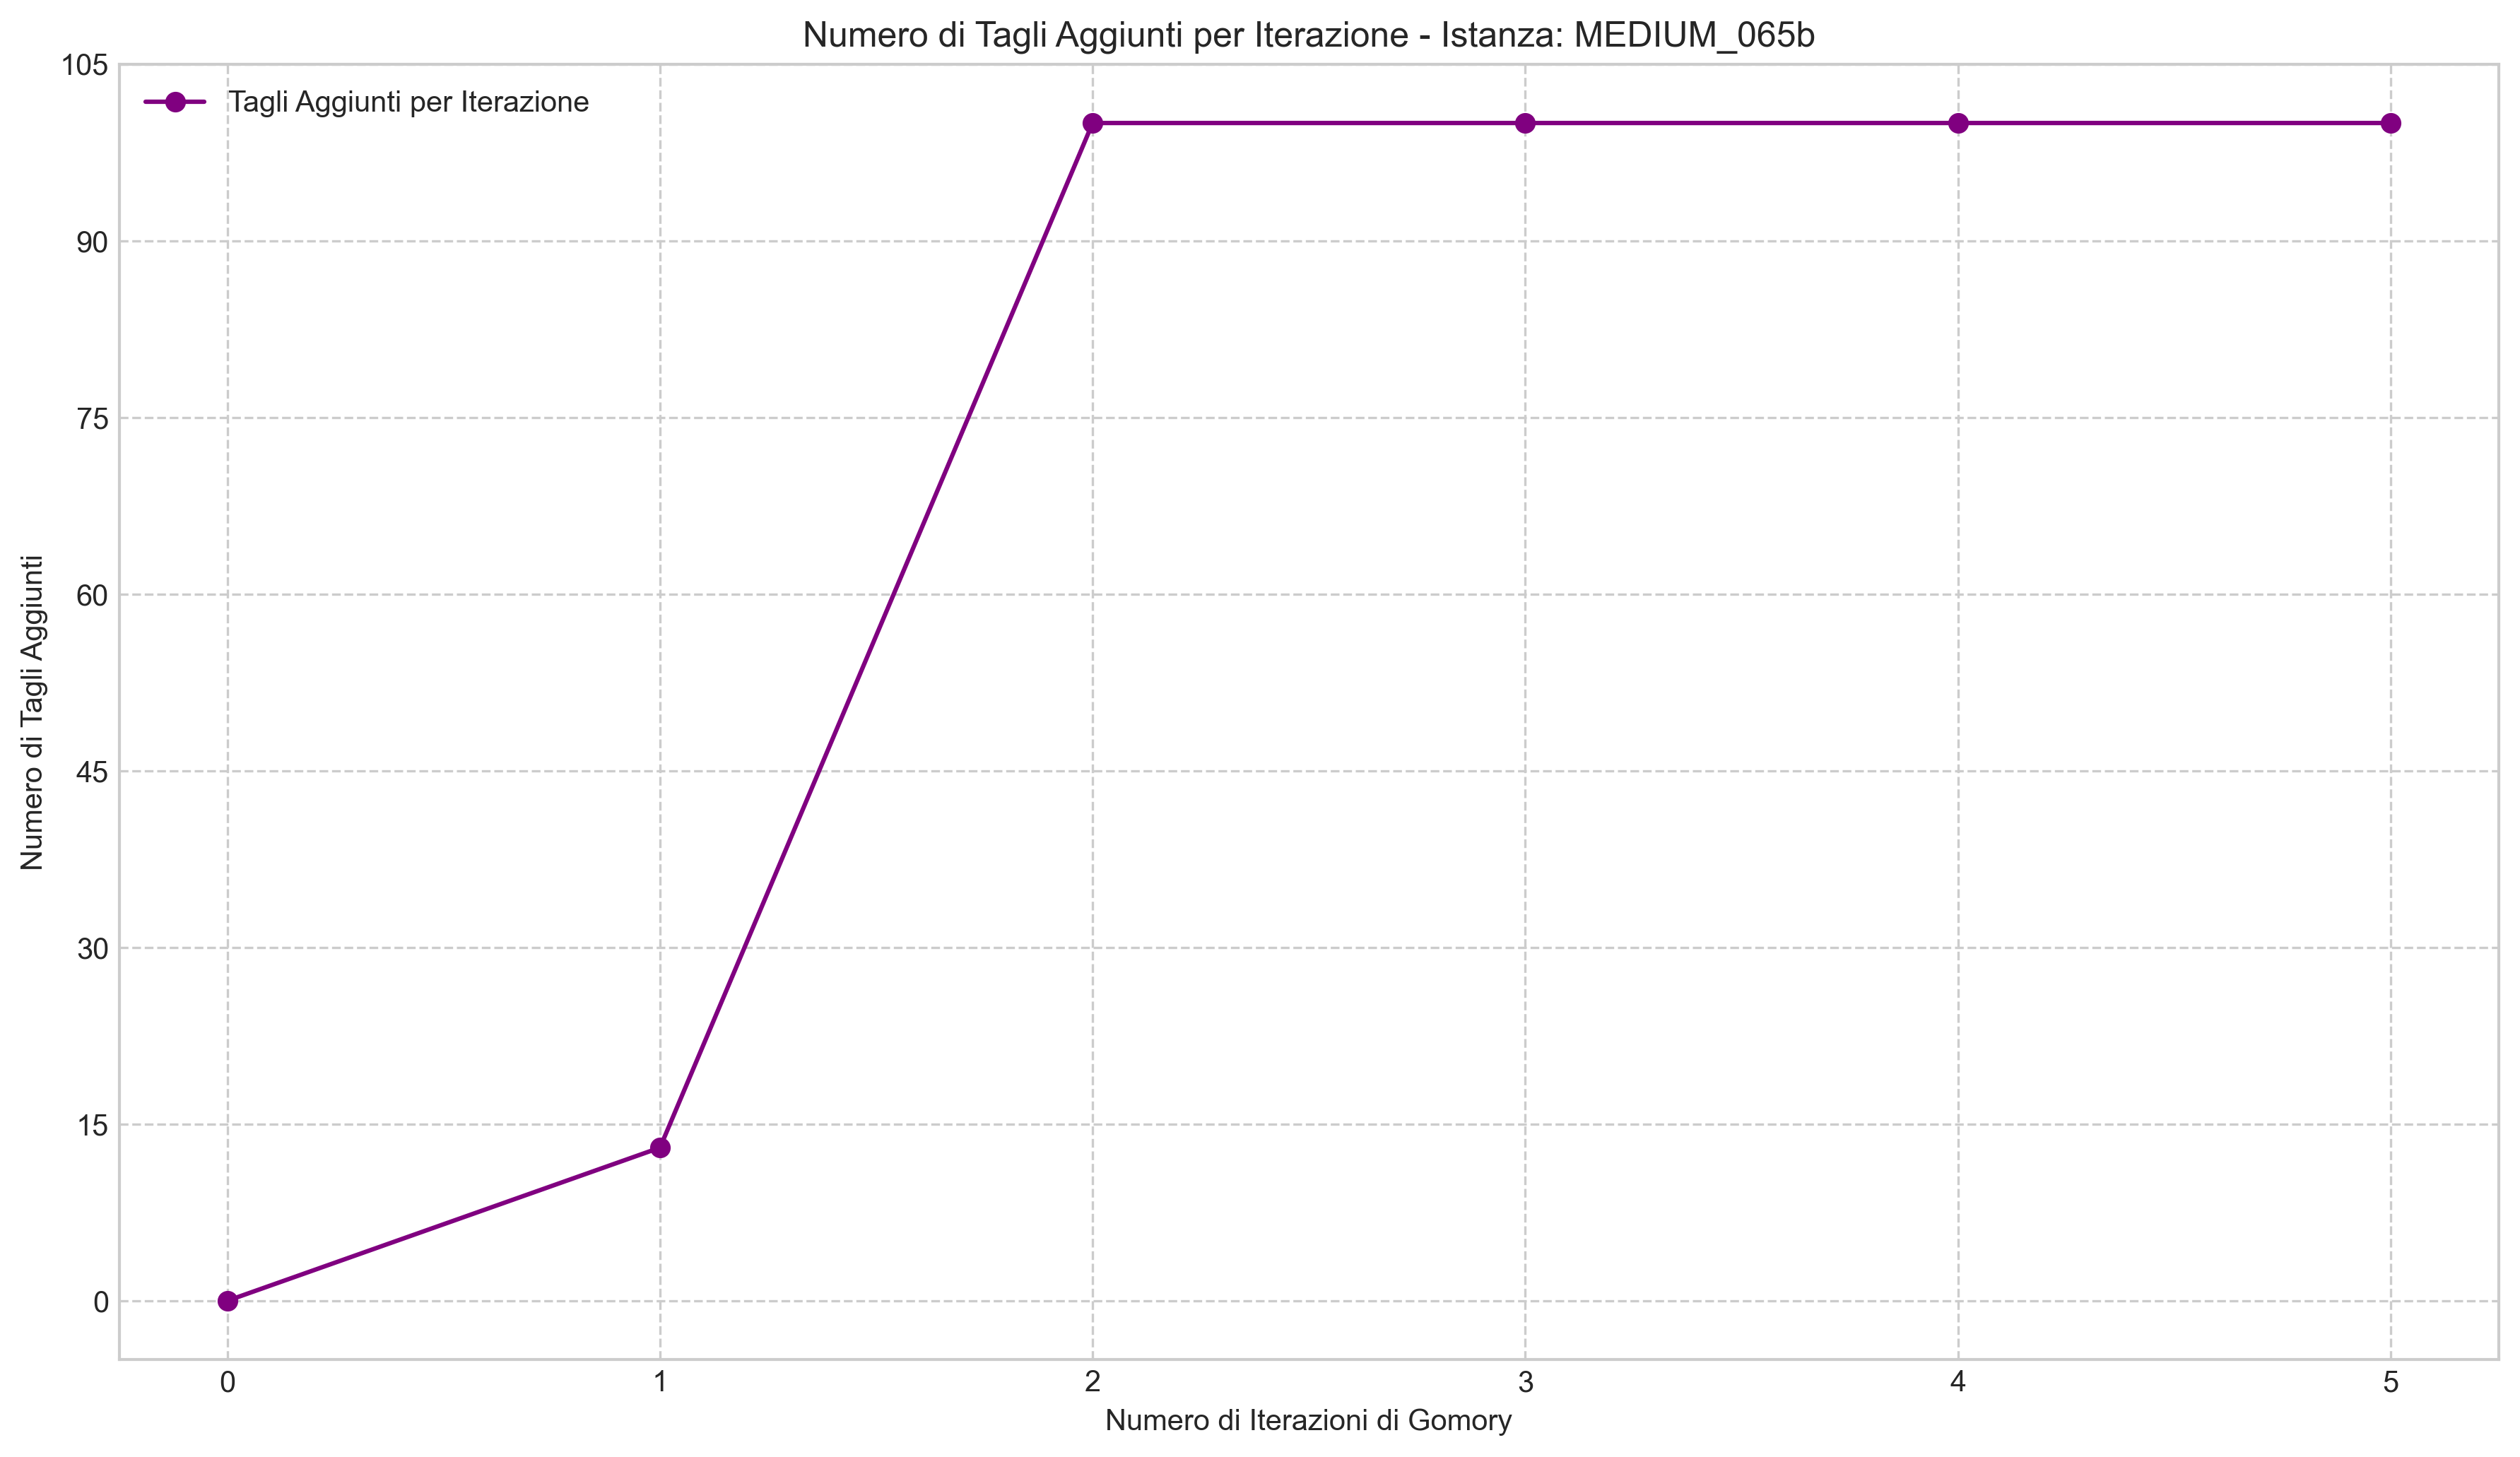 Numero di Tagli Aggiunti per Iterazione - Istanza: MEDIUM_065b
Tagli Aggiunti per Iterazione
Numero di Tagli Aggiunti
105
90
75
60
45
30
15
0
0 1 2 3 4 5
Numero di Iterazioni di Gomory